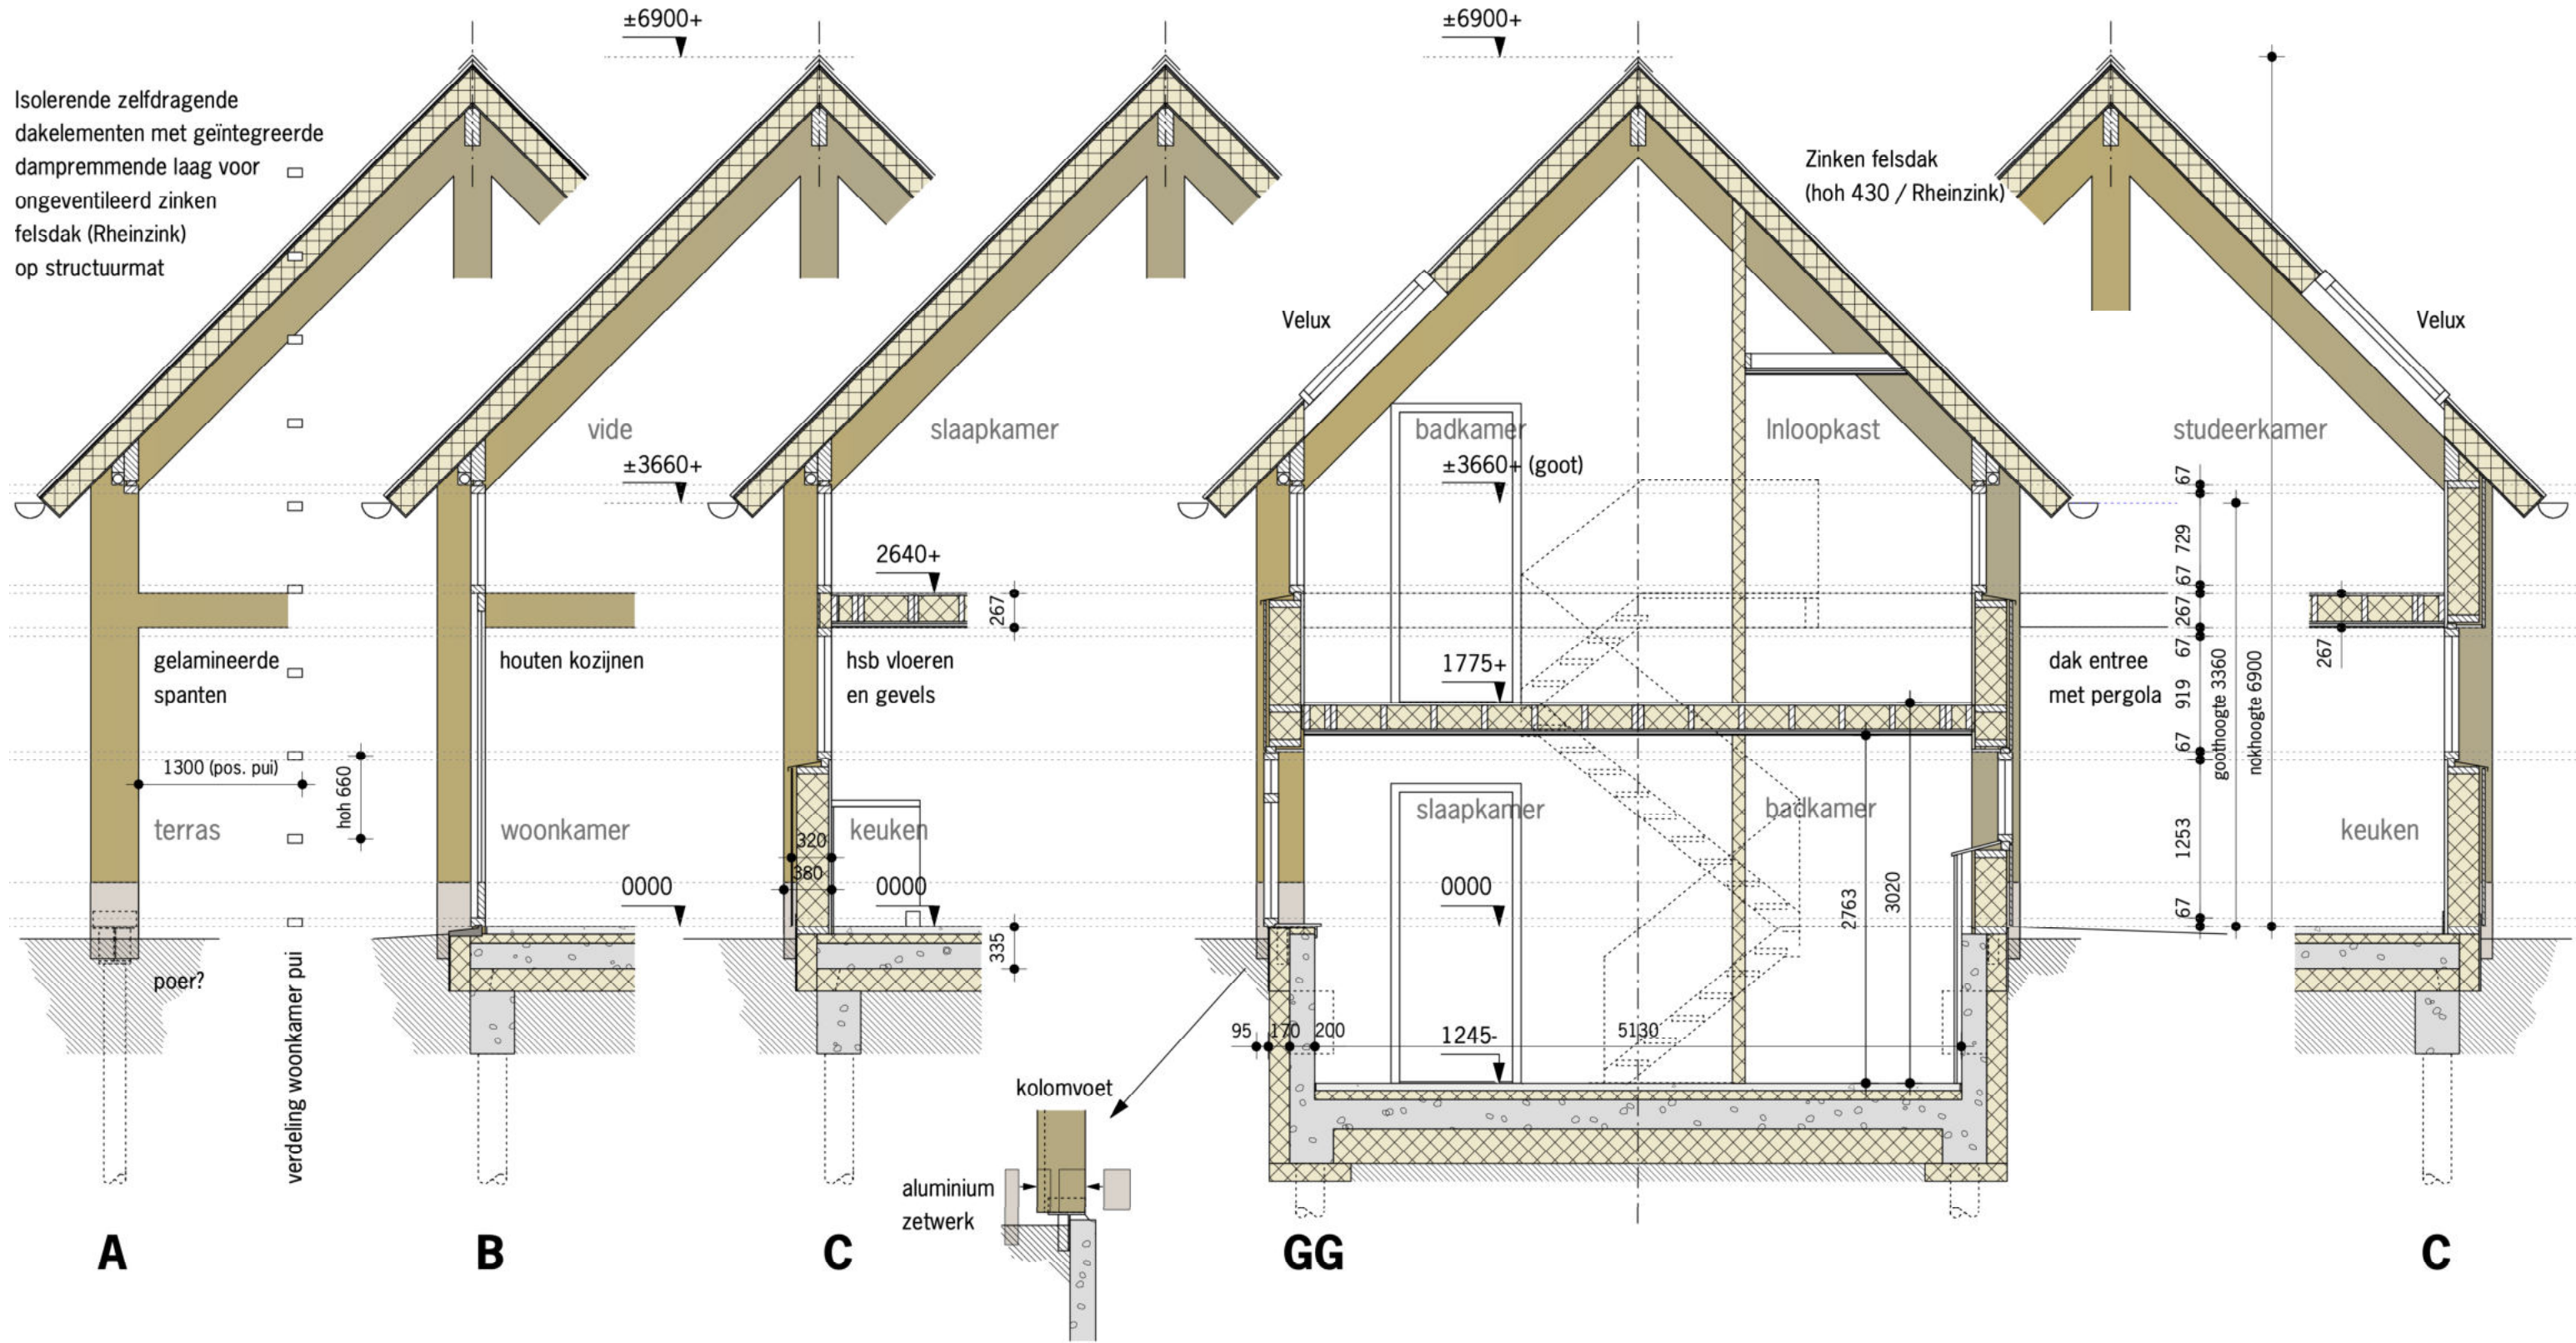 ±6900+
±6900+
Isolerende zelfdragende
dakelementen met geïntegreerde
dampremmende laag voor
ongeventileerd zinken
felsdak (Rheinzink)
op structuurmat
Zinken felsdak
(hoh 430 / Rheinzink)
Velux
Velux
vide
slaapkamer
badkamer
Inloopkast
studeerkamer
±3660+
±3660+ (goot)
67
729
67
267
67
919
67
1253
67
goothoogte 3360
nokhoogte 6900
2640+
267
267
gelamineerde
spanten
houten kozijnen
hsb vloeren
en gevels
1775+
dak entree
met pergola
1300 (pos. pui)
hoh 660
terras
woonkamer
keuken
slaapkamer
badkamer
keuken
320
380
0000
0000
0000
2763
3020
335
poer?
verdeling woonkamer pui
95
170
200
1245-
5130
kolomvoet
aluminium
zetwerk
A
B
C
GG
C